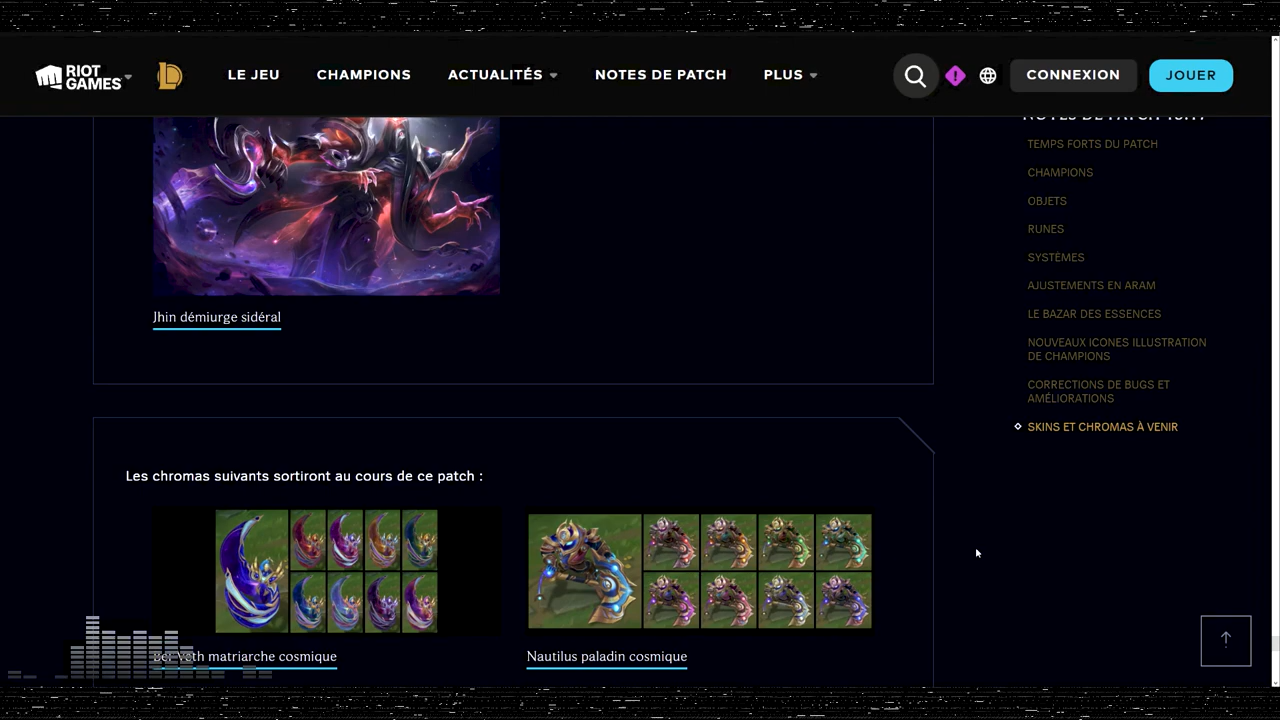 RIOT GAMES
LE JEU
CHAMPIONS
ACTUALITÉS
NOTES DE PATCH
PLUS
CONNEXION
JOUER
Jhin démiurge sidéral
Les chromas suivants sortiront au cours de ce patch :
matriarche cosmique
Nautilus paladin cosmique
NOTES DE PATCH
TEMPS FORTS DU PATCH
CHAMPIONS
OBJETS
RUNES
SYSTÈMES
AJUSTEMENTS EN ARAM
LE BAZAR DES ESSENCES
NOUVEAUX ICONES ILLUSTRATION
DE CHAMPIONS
CORRECTIONS DE BUGS ET
AMÉLIORATIONS
SKINS ET CHROMAS À VENIR